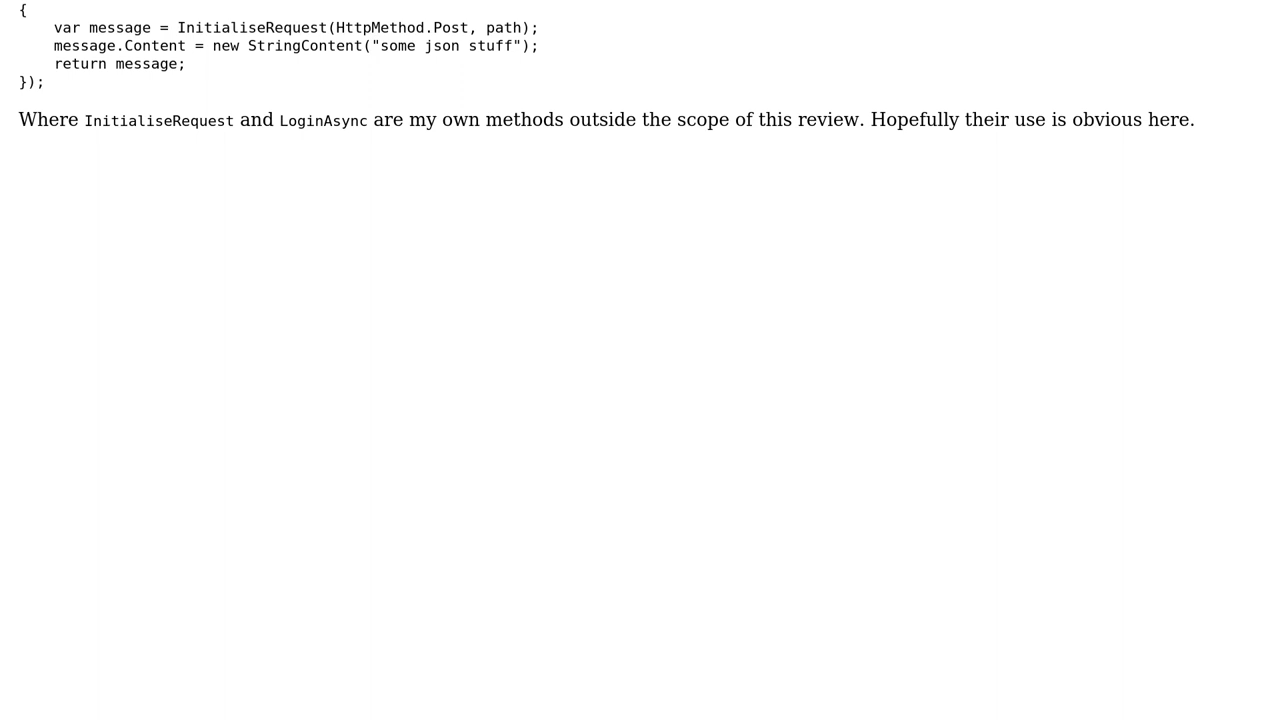 {
    var message = InitialiseRequest(HttpMethod.Post, path);
    message.Content = new StringContent("some json stuff");
    return message;
});
Where InitialiseRequest and LoginAsync are my own methods outside the scope of this review. Hopefully their use is obvious here.